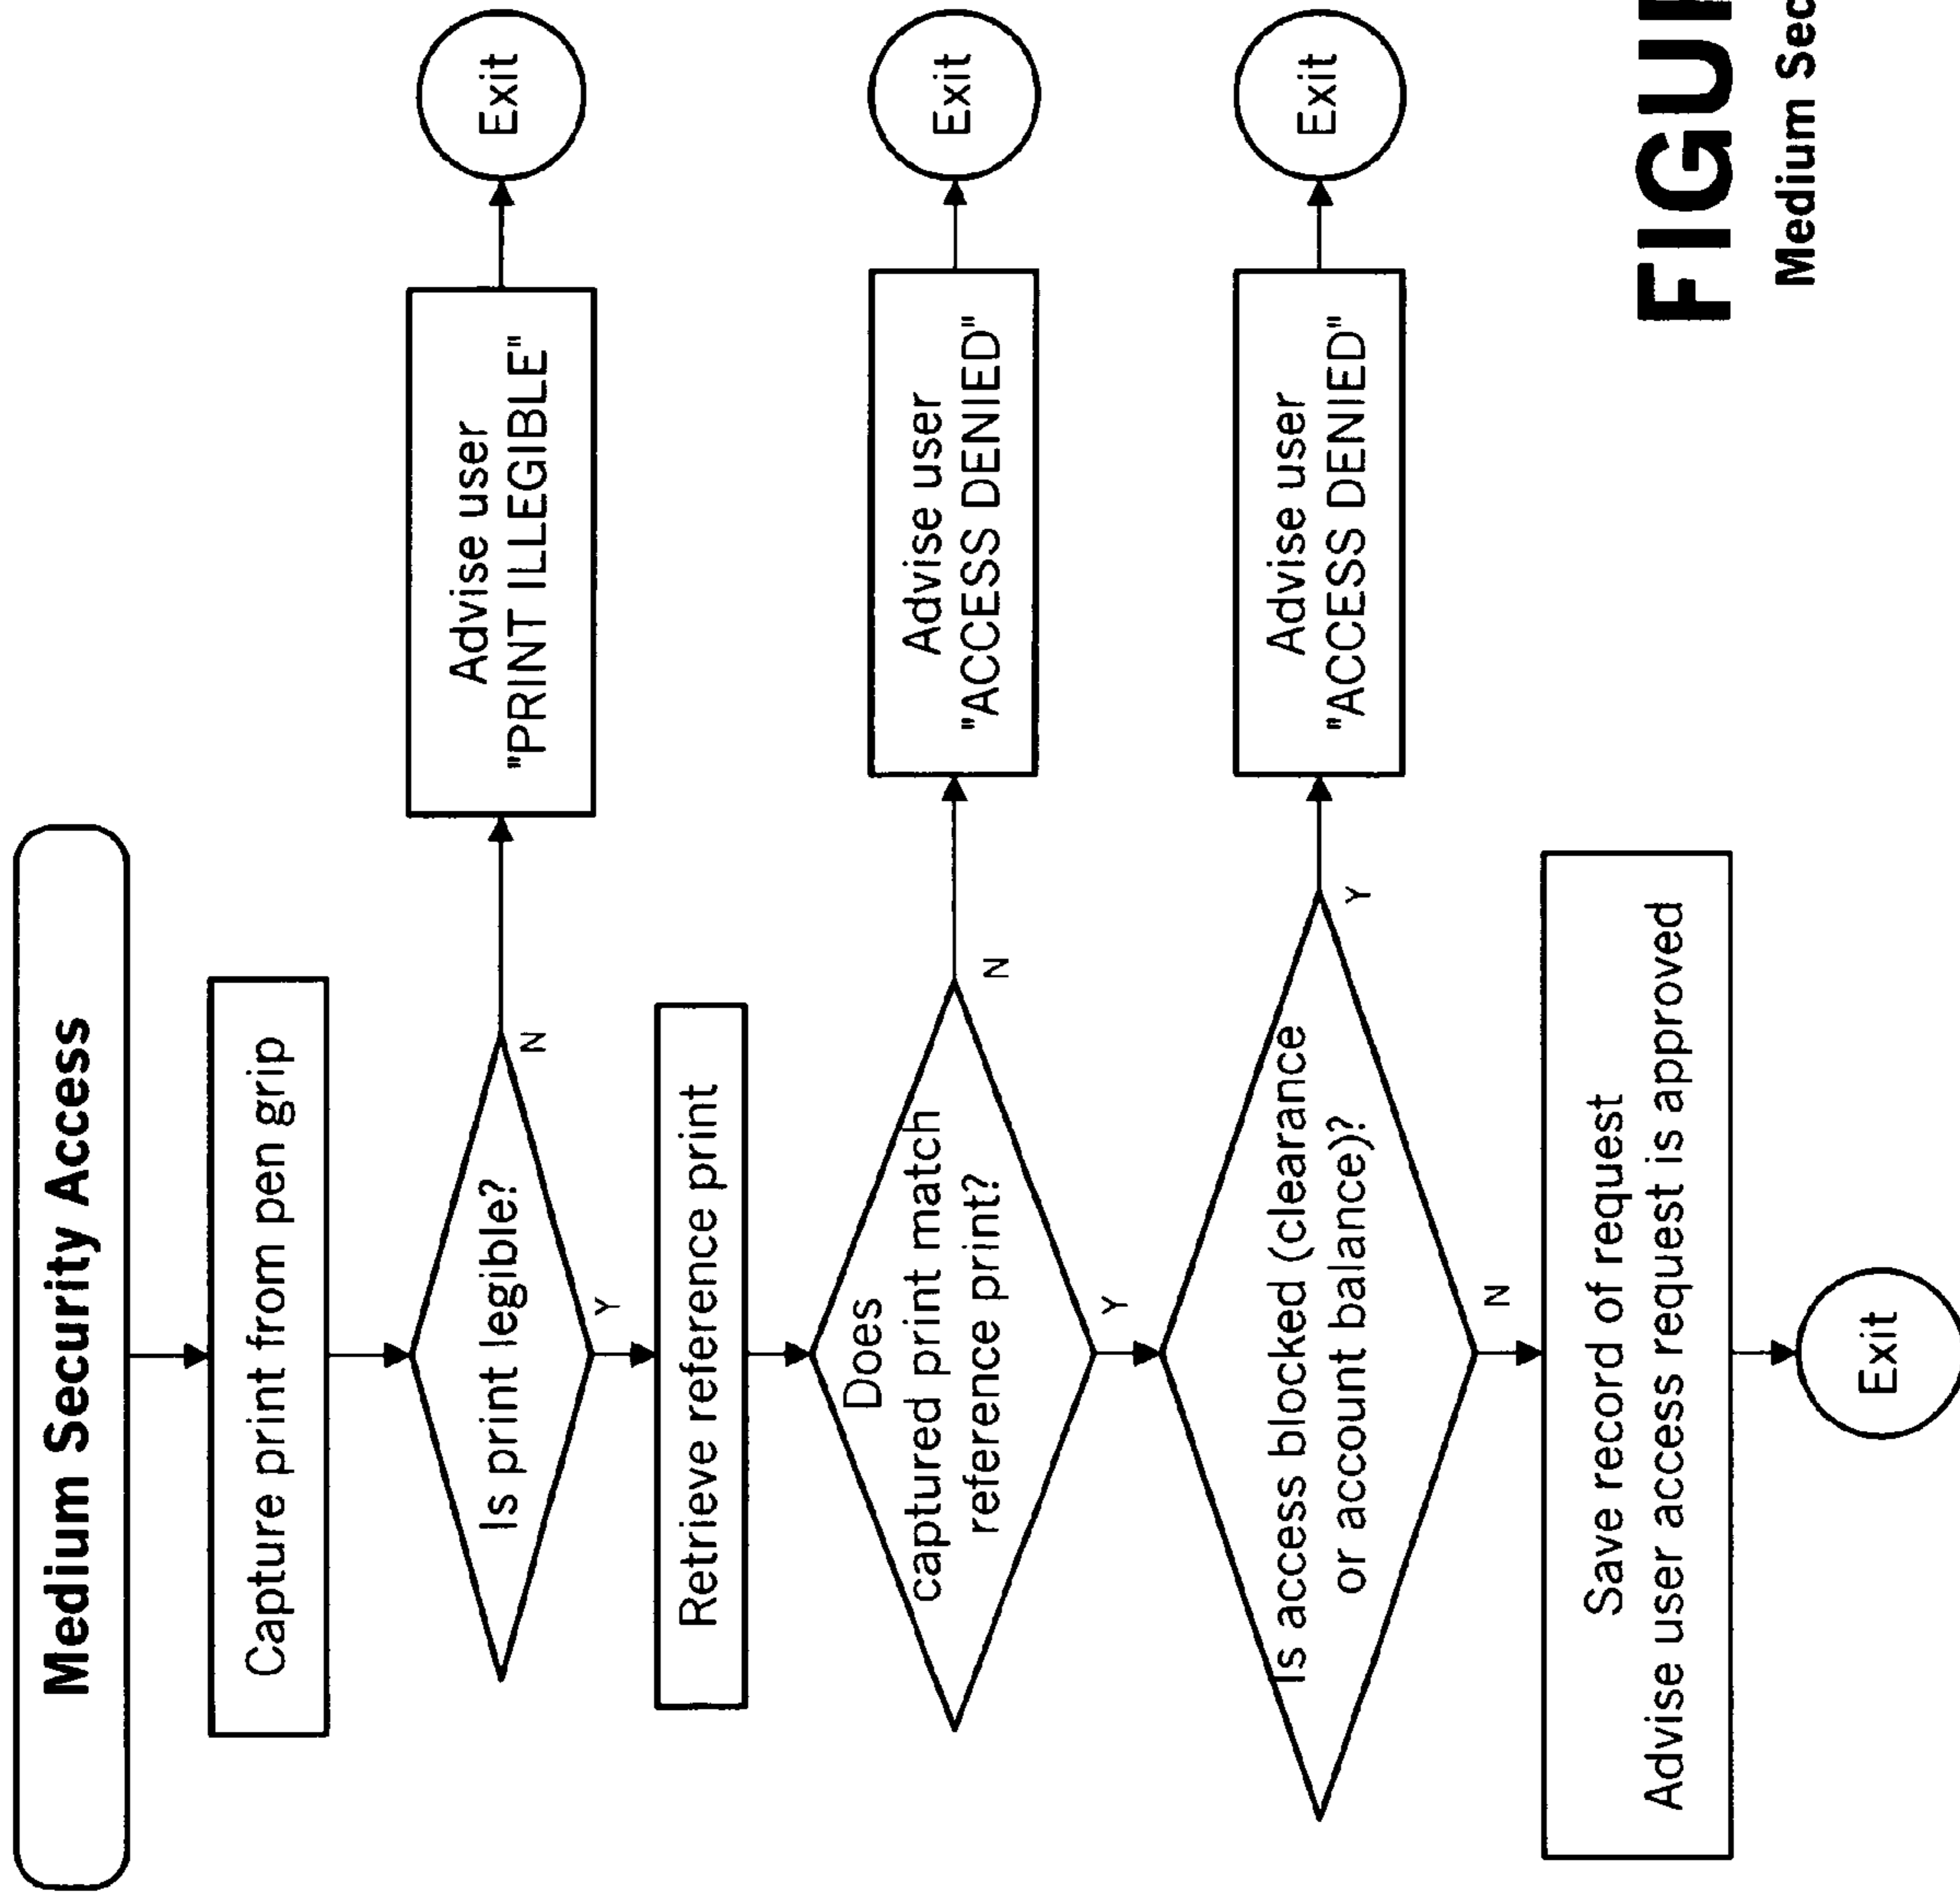 Medium Security Access
Capture print from pen grip
Is print legible?
N
Advise user
"PRINT ILLEGIBLE"
Exit
Y
Retrieve reference print
Does
captured print match
reference print?
N
Advise user
"ACCESS DENIED"
Exit
Y
Is access blocked (clearance
or account balance)?
Y
Advise user
"ACCESS DENIED"
Exit
N
Save record of request
Advise user access request is approved
Exit
Medium